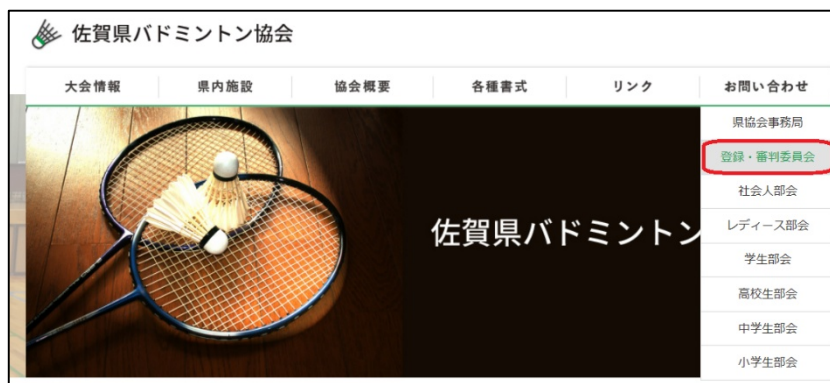 佐賀県バドミントン協会
大会情報 県内施設 協会概要 各種書式 リンク お問い合わせ
県協会事務局
登録・審判委員会
社会人部会
レディース部会
佐賀県バドミントン
学生部会
高校生部会
中学生部会
小学生部会